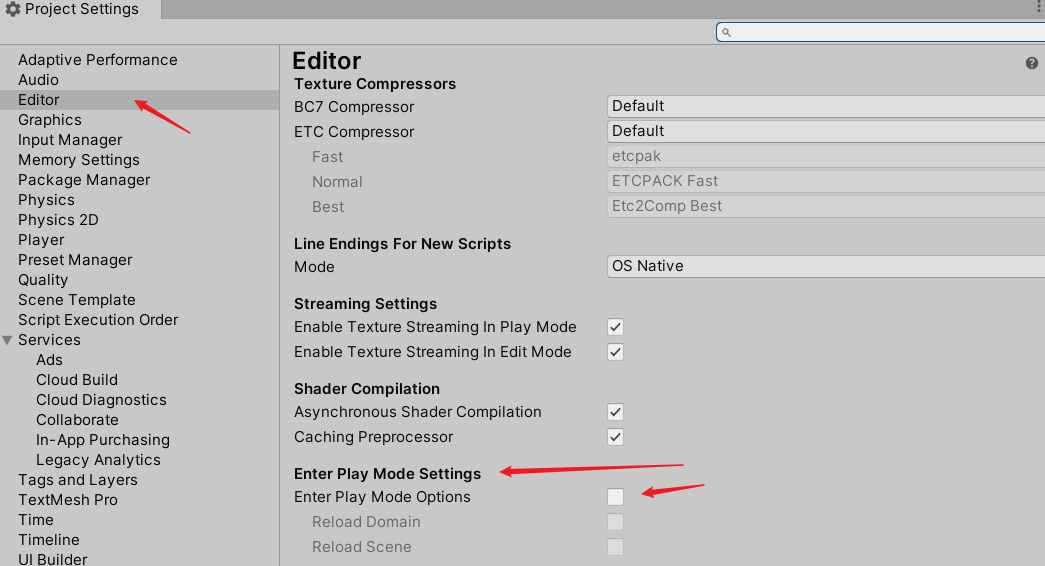 Project Settings
Adaptive Performance
Audio
Editor
Graphics
Input Manager
Memory Settings
Package Manager
Physics
Physics 2D
Player
Preset Manager
Quality
Scene Template
Script Execution Order
Services
Ads
Cloud Build
Cloud Diagnostics
Collaborate
In-App Purchasing
Legacy Analytics
Tags and Layers
TextMesh Pro
Time
Timeline
UI Builder
Editor
Texture Compressors
BC7 Compressor Default
ETC Compressor Default
Fast etcpak
Normal ETCPACK Fast
Best Etc2Comp Best
Line Endings For New Scripts
Mode OS Native
Streaming Settings
Enable Texture Streaming In Play Mode
Enable Texture Streaming In Edit Mode
Shader Compilation
Asynchronous Shader Compilation
Caching Preprocessor
Enter Play Mode Settings
Enter Play Mode Options
Reload Domain
Reload Scene